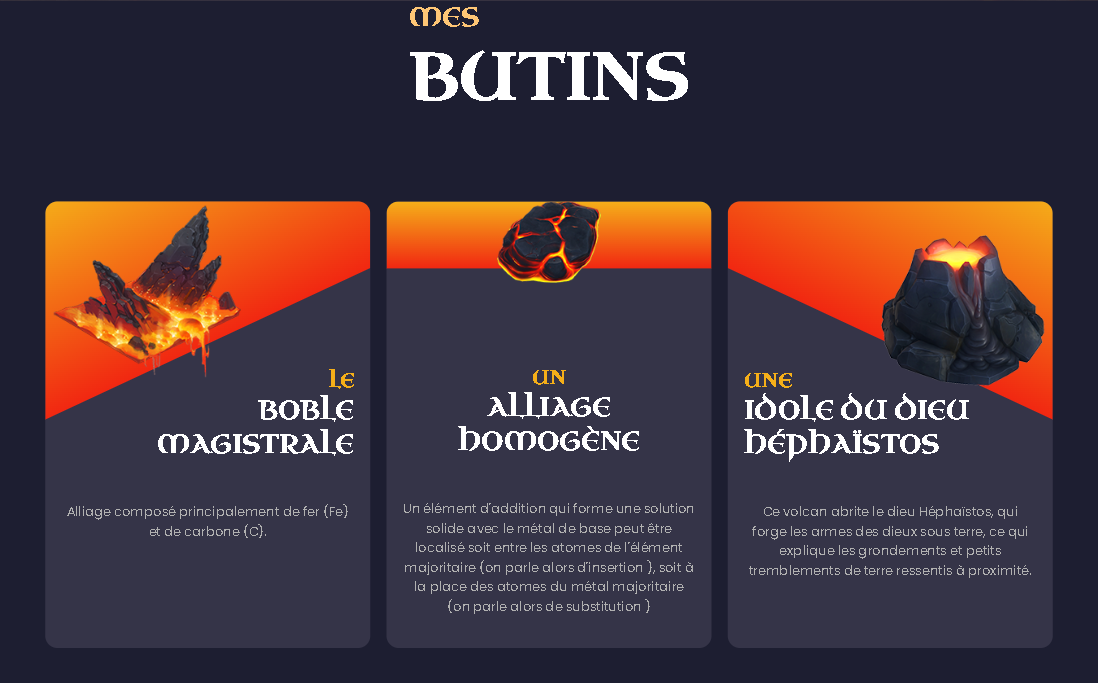 MES
BUTINS
LE
BOBLE
MAGISTRALE
Alliage composé principalement de fer (Fe)
et de carbone (C).
UN
ALLIAGE
HOMOGÈNE
Un élément d'addition qui forme une solution
solide avec le métal de base peut être
localisé soit entre les atomes de l'élément
majoritaire (on parle alors d'insertion ), soit à
la place des atomes du métal majoritaire
(on parle alors de substitution )
UNE
IDOLE DU DIEU
HÉPHAÏSTOS
Ce volcan abrite le dieu Héphaïstos, qui
forge les armes des dieux sous terre, ce qui
explique les grondements et petits
tremblements de terre ressentis à proximité.